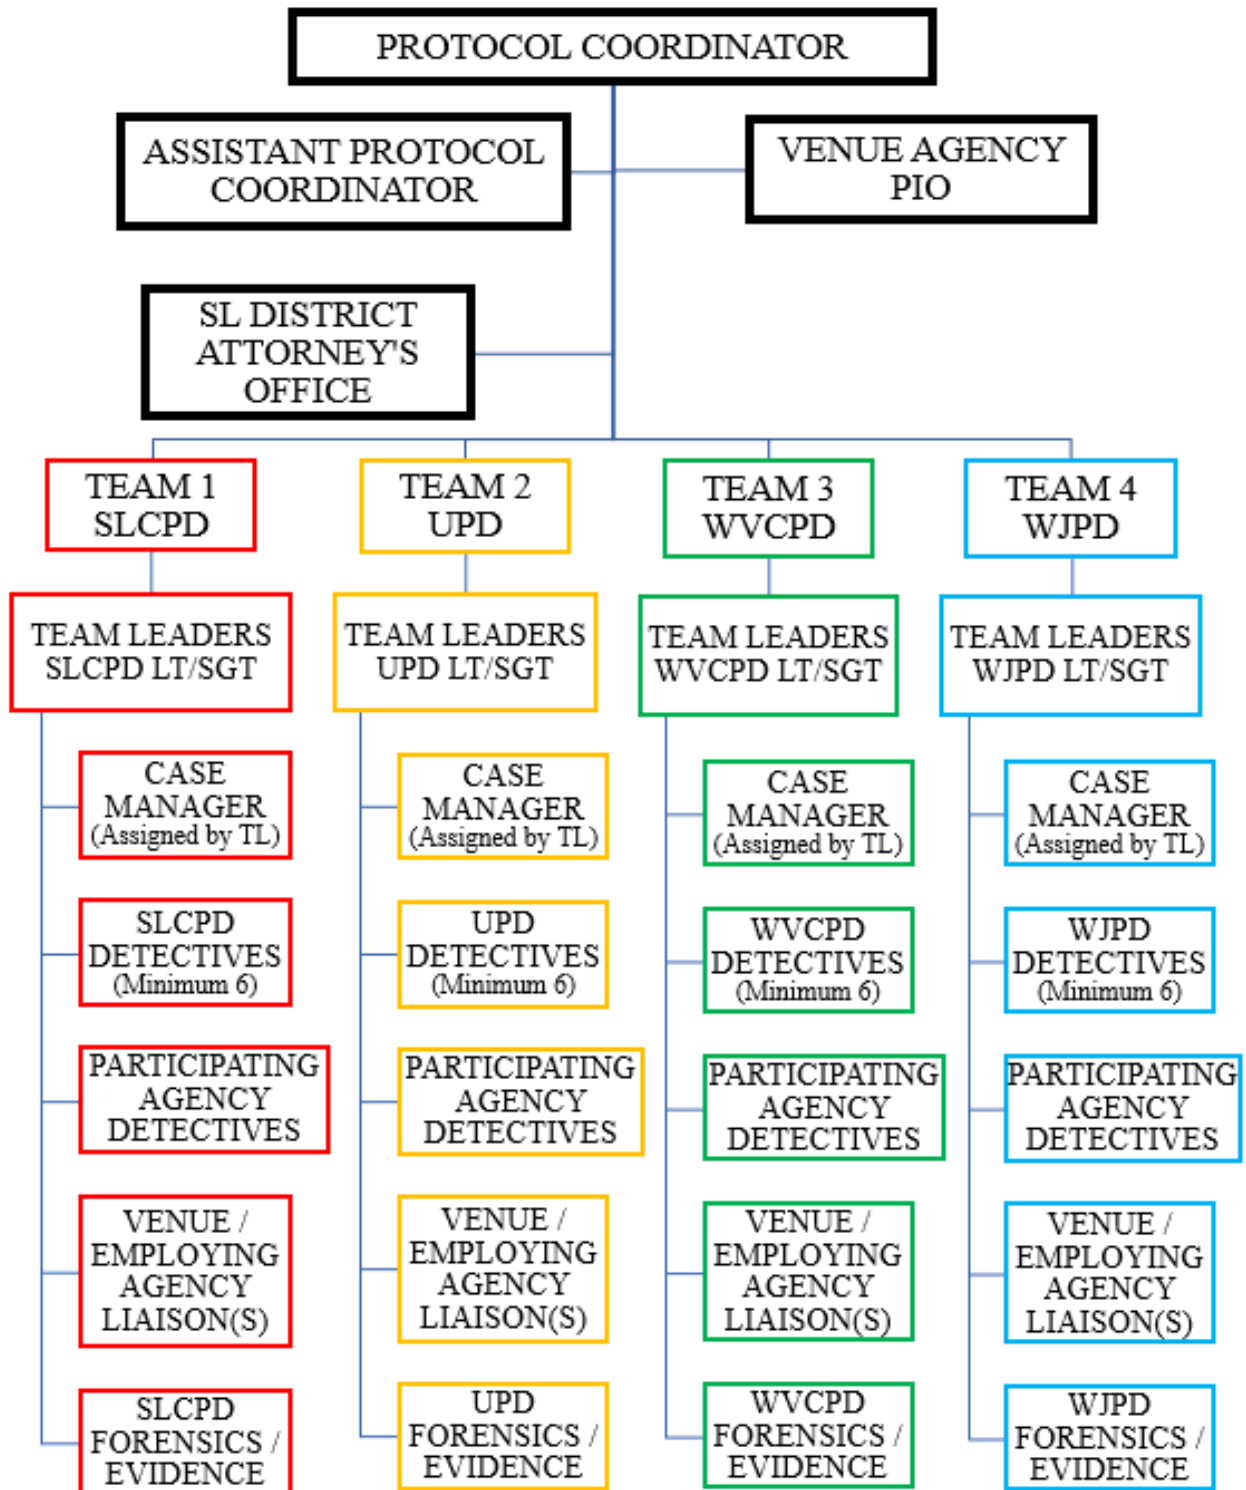 PROTOCOL COORDINATOR
ASSISTANT PROTOCOL
COORDINATOR
VENUE AGENCY
PIO
SL DISTRICT
ATTORNEY'S
OFFICE
TEAM 1
SLCPD
TEAM LEADERS
SLCPD LT/SGT
CASE
MANAGER
(Assigned by TL)
SLCPD
DETECTIVES
(Minimum 6)
PARTICIPATING
AGENCY
DETECTIVES
VENUE /
EMPLOYING
AGENCY
LIAISON(S)
SLCPD
FORENSICS /
EVIDENCE
TEAM 2
UPD
TEAM LEADERS
UPD LT/SGT
CASE
MANAGER
(Assigned by TL)
UPD
DETECTIVES
(Minimum 6)
PARTICIPATING
AGENCY
DETECTIVES
VENUE /
EMPLOYING
AGENCY
LIAISON(S)
UPD
FORENSICS /
EVIDENCE
TEAM 3
WVCPD
TEAM LEADERS
WVCPD LT/SGT
CASE
MANAGER
(Assigned by TL)
WVCPD
DETECTIVES
(Minimum 6)
PARTICIPATING
AGENCY
DETECTIVES
VENUE /
EMPLOYING
AGENCY
LIAISON(S)
WVCPD
FORENSICS /
EVIDENCE
TEAM 4
WJPD
TEAM LEADERS
WJPD LT/SGT
CASE
MANAGER
(Assigned by TL)
WJPD
DETECTIVES
(Minimum 6)
PARTICIPATING
AGENCY
DETECTIVES
VENUE /
EMPLOYING
AGENCY
LIAISON(S)
WJPD
FORENSICS /
EVIDENCE